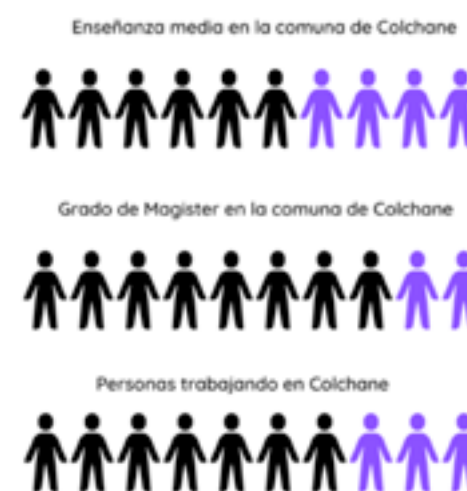 Enseñanza media en la comuna de Colchane
Grado de Magister en la comuna de Colchane
Personas trabajando en Colchane